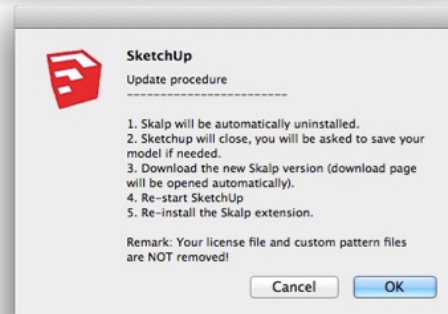 SketchUp
Update procedure
------------------------
1. Skalp will be automatically uninstalled.
2. Sketchup will close, you will be asked to save your
model if needed.
3. Download the new Skalp version (download page
will be opened automatically).
4. Re-start SketchUp
5. Re-install the Skalp extension.
Remark: Your license file and custom pattern files
are NOT removed!
Cancel
OK